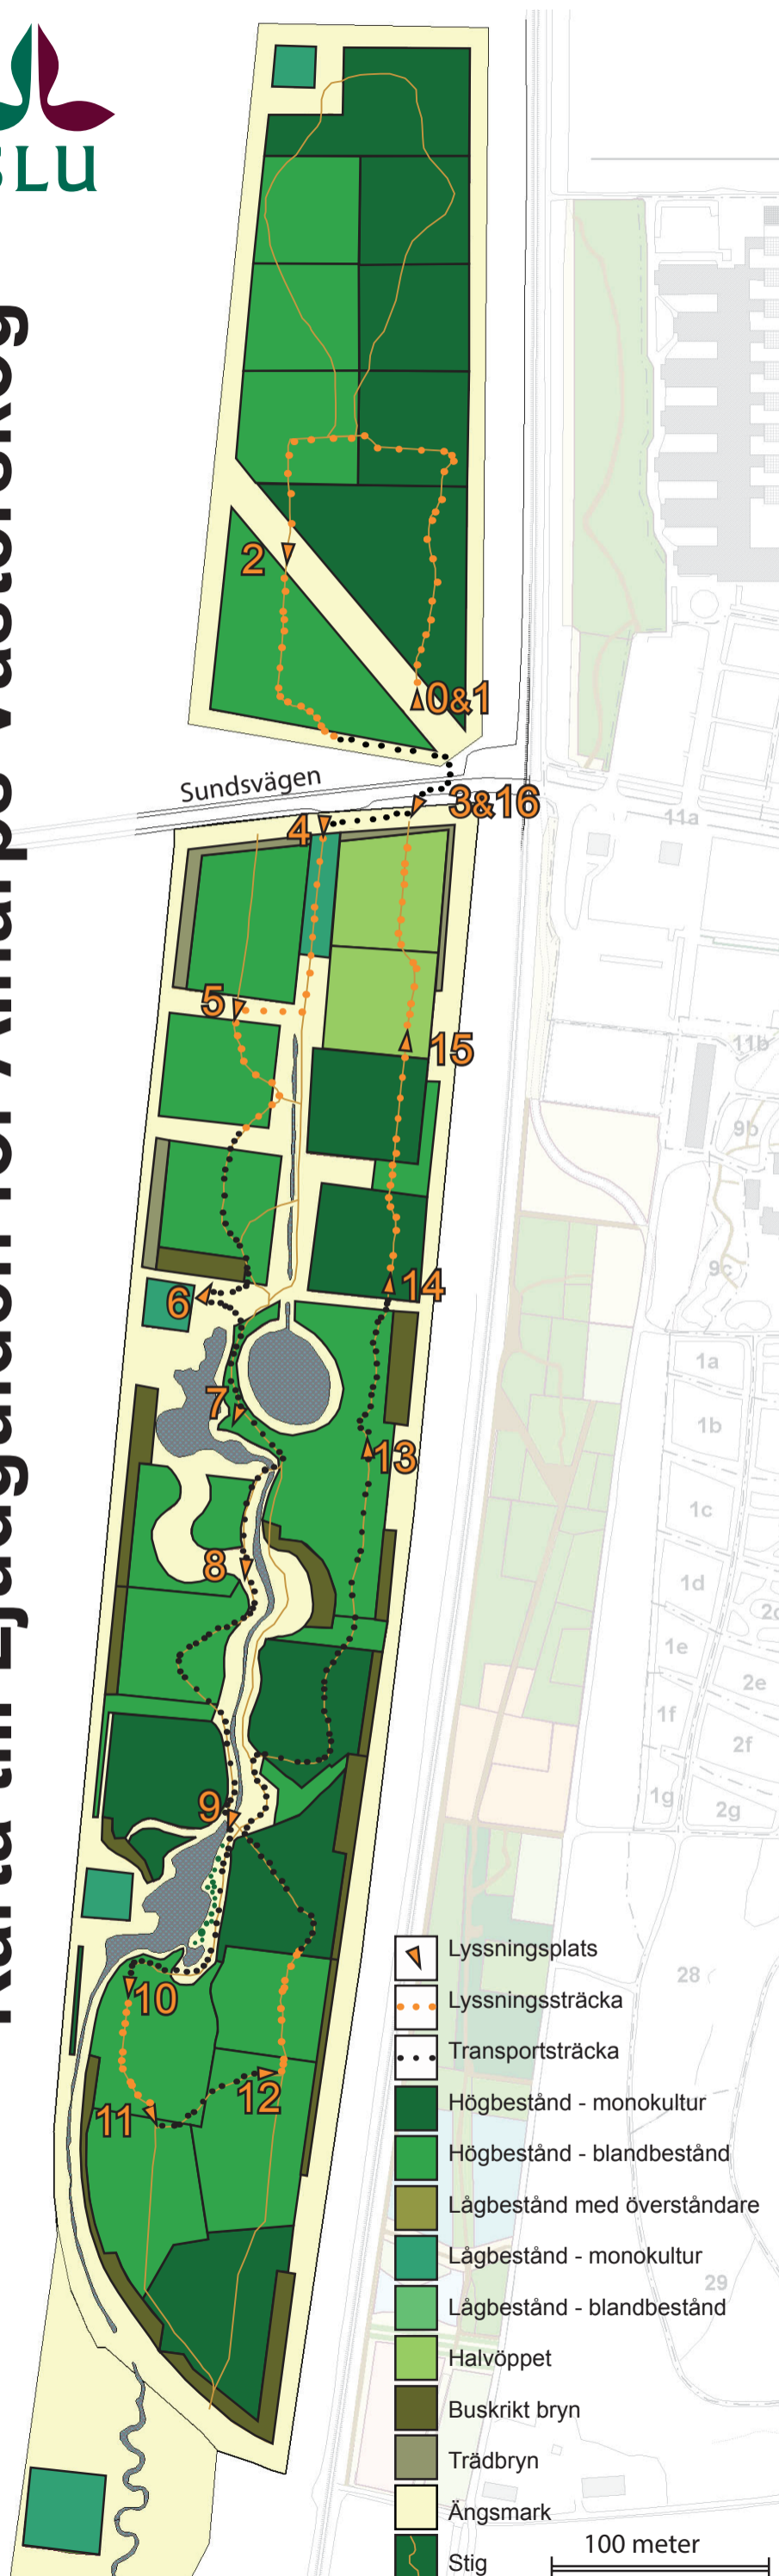 SLU
Karta till Ljudguiden för Alnarps Västerskog
2
0&1
Sundsvägen
3&16
4
5
15
14
6
7
13
8
9
10
11
12
11a
11b
9b
9c
1a
1b
1c
1d
1e
2e
1f
2f
1g
2g
28
29
Lyssningsplats
Lyssningssträcka
Transportsträcka
Högbestånd - monokultur
Högbestånd - blandbestånd
Lågbestånd med överståndare
Lågbestånd - monokultur
Lågbestånd - blandbestånd
Halvöppet
Buskrikt bryn
Trädbryn
Ängsmark
Stig
100 meter